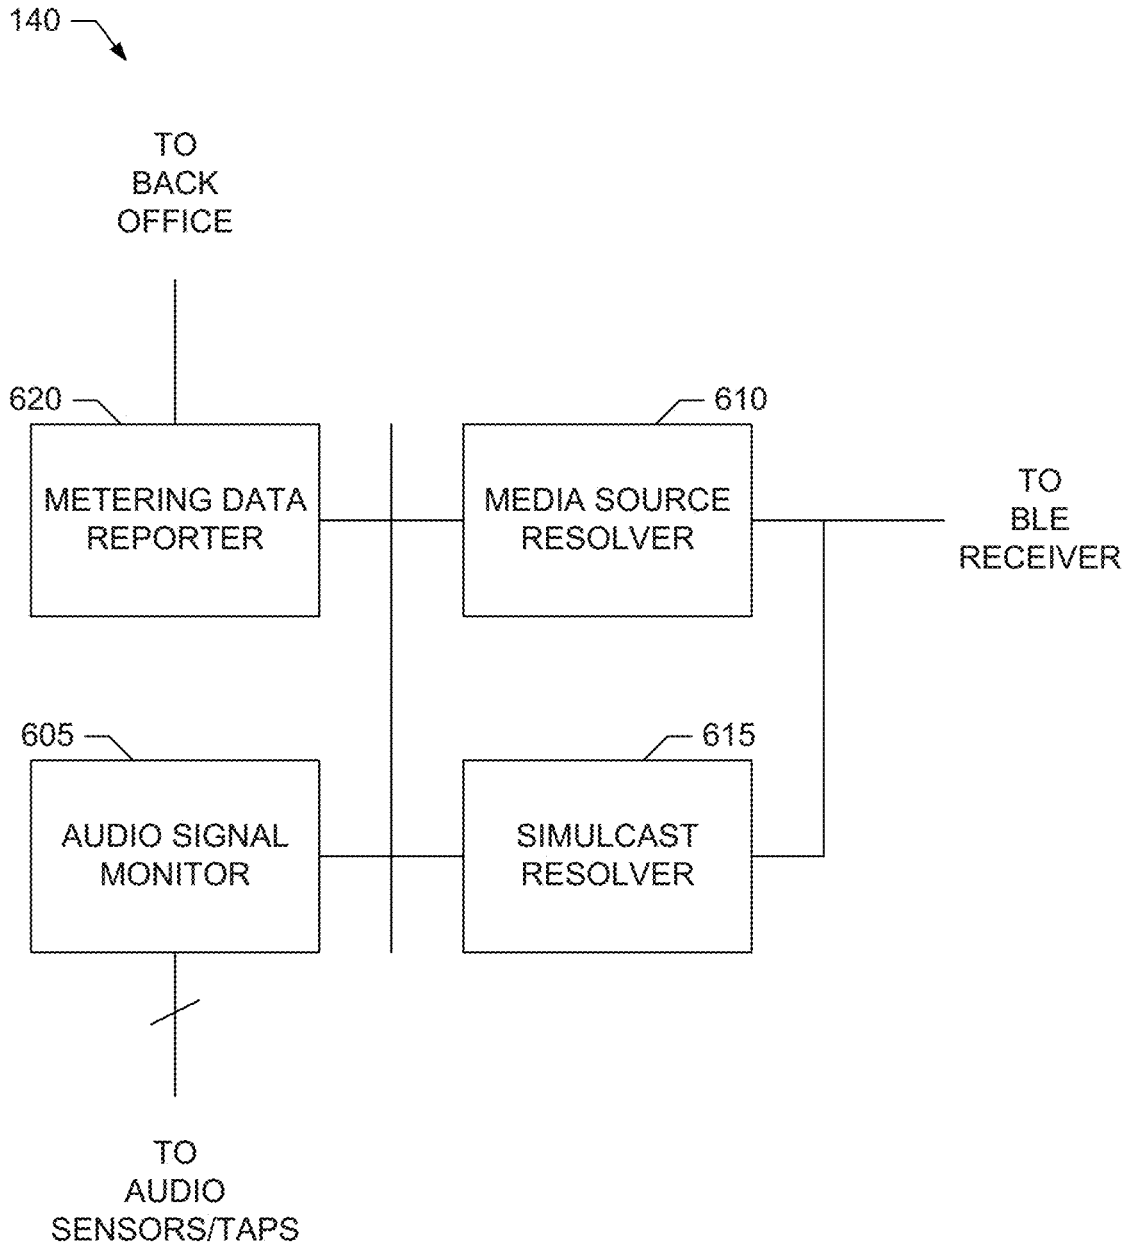 140
TO
BACK
OFFICE
620
METERING DATA
REPORTER
610
MEDIA SOURCE
RESOLVER
TO
BLE
RECEIVER
605
AUDIO SIGNAL
MONITOR
615
SIMULCAST
RESOLVER
TO
AUDIO
SENSORS/TAPS